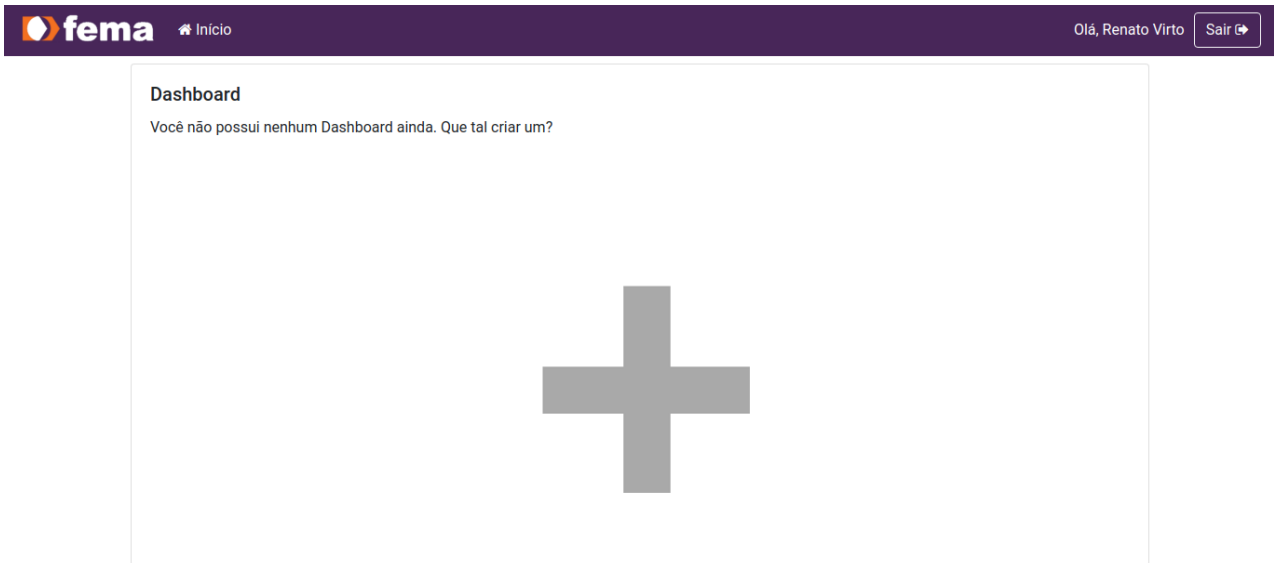 fema Início Olá, Renato Virto Sair
Dashboard
Você não possui nenhum Dashboard ainda. Que tal criar um?